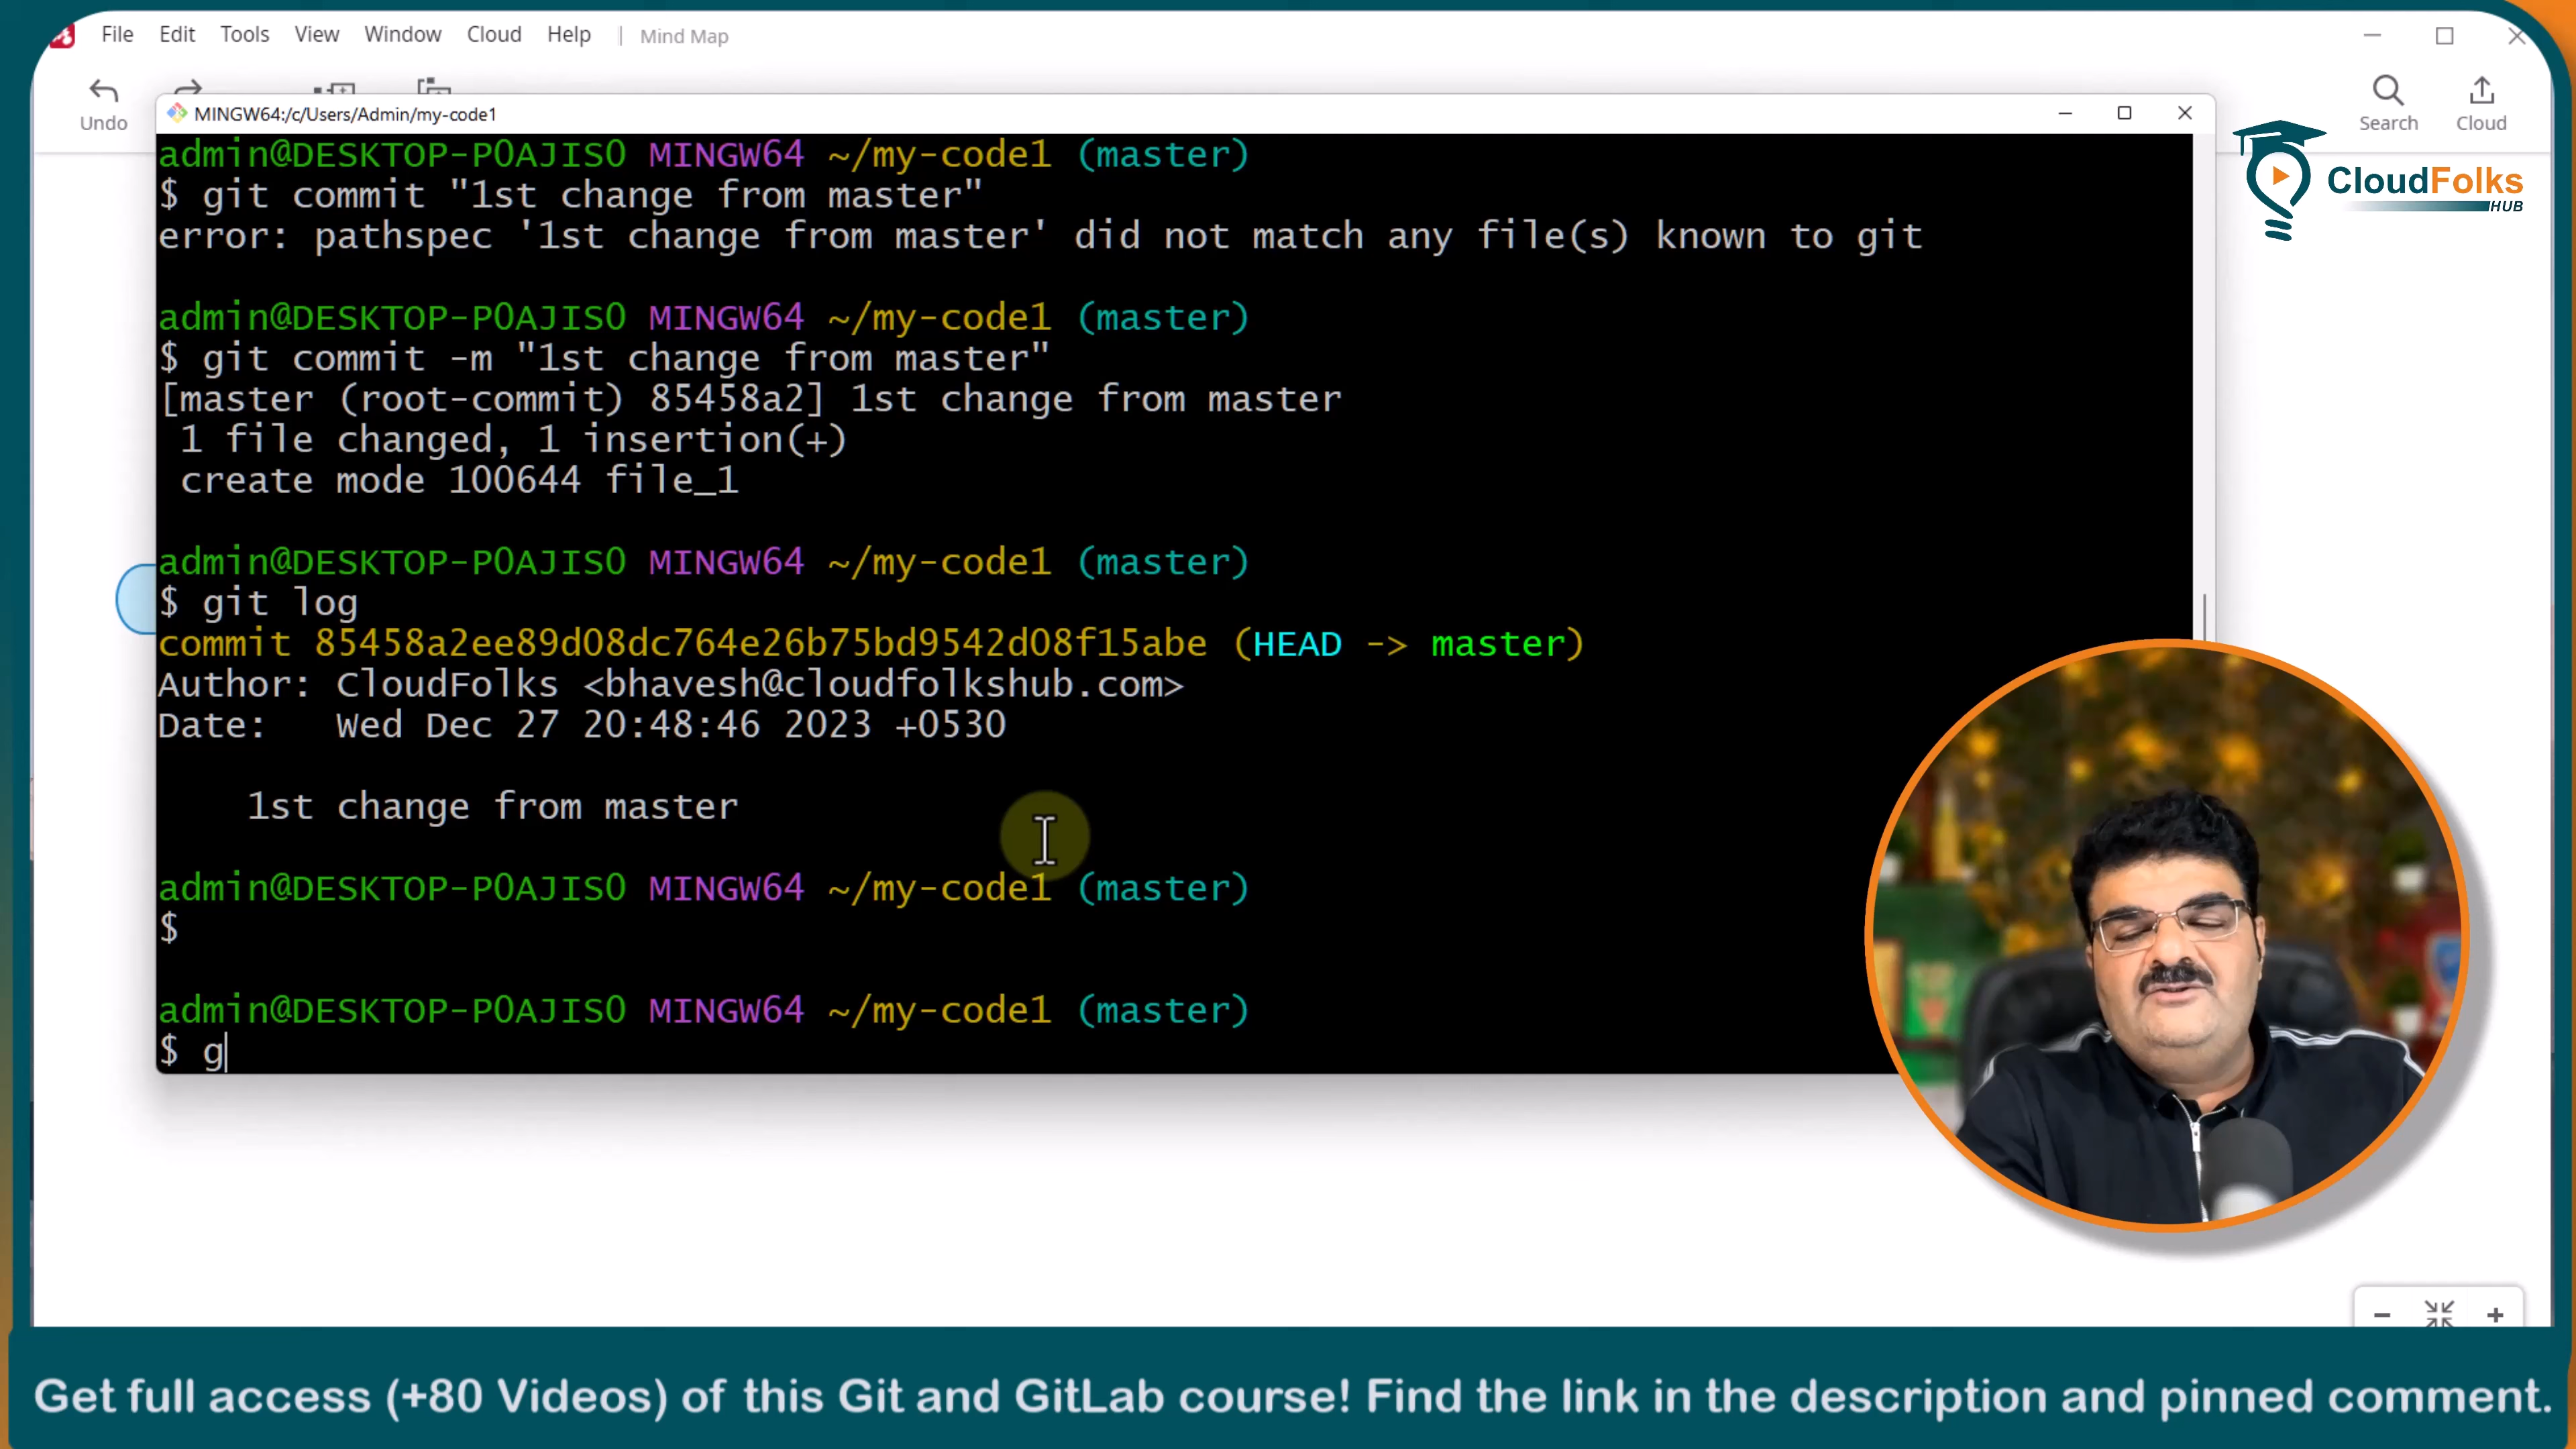 File Edit Tools View Window Cloud Help | Mind Map
Undo
Search
Cloud
MINGW64:/c/Users/Admin/my-code1
CloudFolks
HUB
admin@DESKTOP-P0AJIS0 MINGW64 ~/my-code1 (master)
$ git commit "1st change from master"
error: pathspec '1st change from master' did not match any file(s) known to git
admin@DESKTOP-P0AJIS0 MINGW64 ~/my-code1 (master)
$ git commit -m "1st change from master"
[master (root-commit) 85458a2] 1st change from master
1 file changed, 1 insertion(+)
create mode 100644 file_1
admin@DESKTOP-P0AJIS0 MINGW64 ~/my-code1 (master)
$ git log
commit 85458a2ee89d08dc764e26b75bd9542d08f15abe (HEAD -> master)
Author: CloudFolks <bhavesh@cloudfolkshub.com>
Date: Wed Dec 27 20:48:46 2023 +0530
1st change from master
admin@DESKTOP-P0AJIS0 MINGW64 ~/my-code1 (master)
$
admin@DESKTOP-P0AJIS0 MINGW64 ~/my-code1 (master)
$ g
Get full access (+80 Videos) of this Git and GitLab course! Find the link in the description and pinned comment.